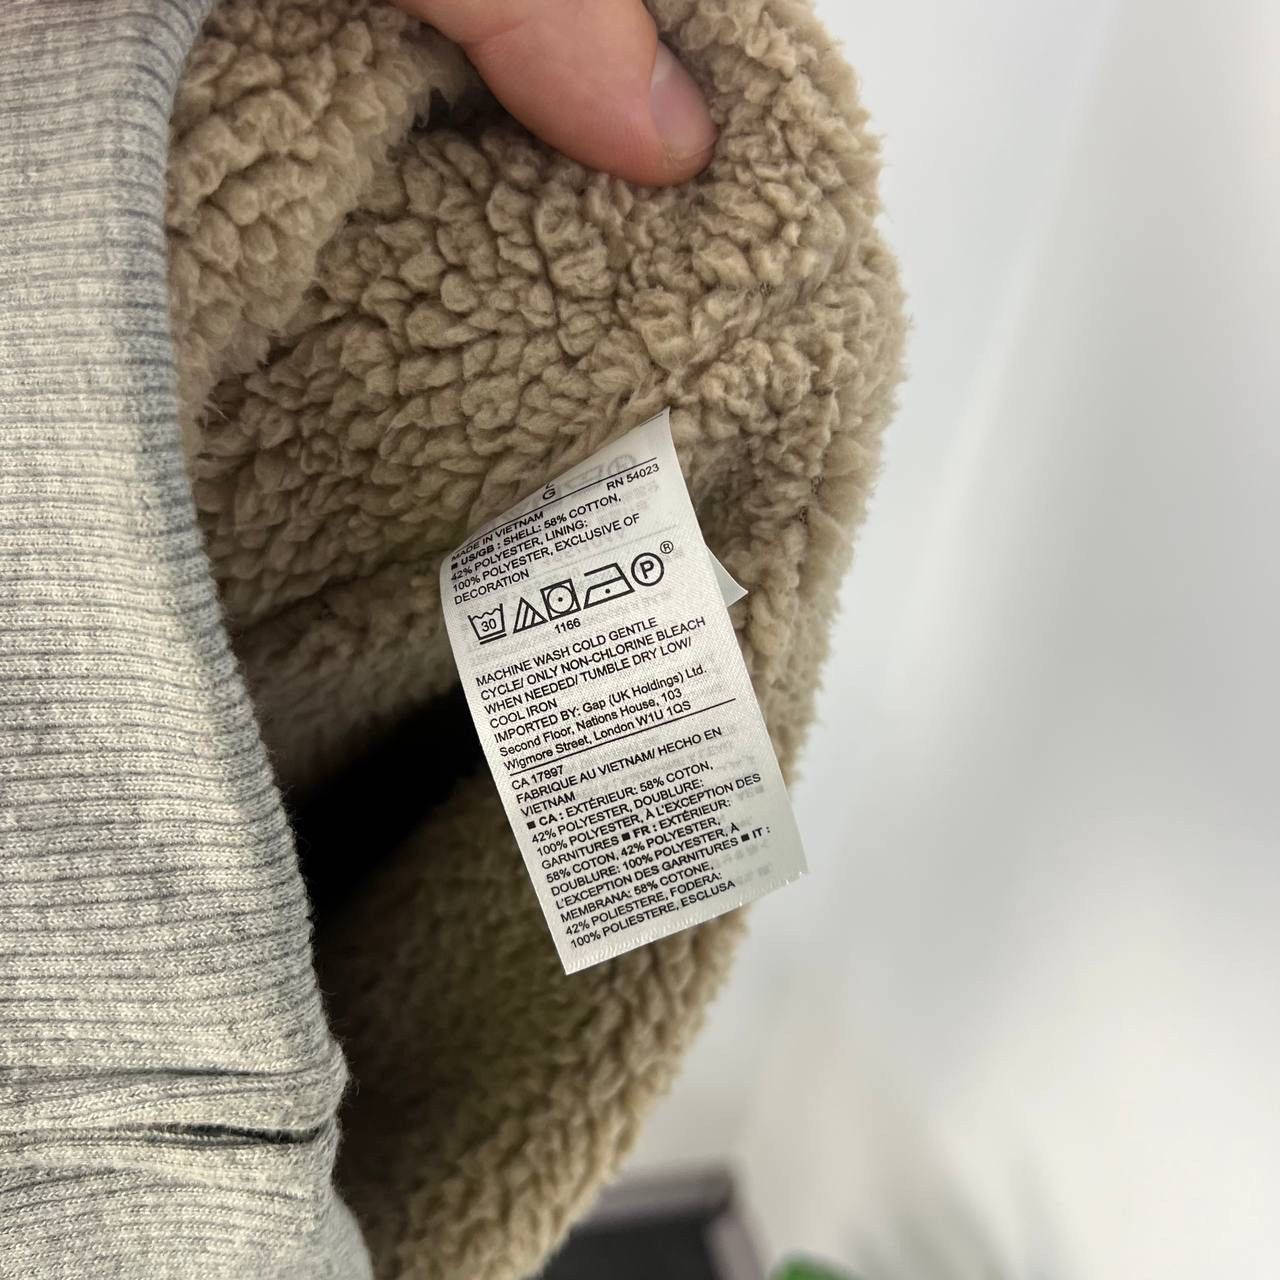 G
RN 54023
MADE IN VIETNAM
■ US/GB : SHELL: 58% COTTON,
42% POLYESTER, LINING:
100% POLYESTER, EXCLUSIVE OF
DECORATION
30
P
®
1166
MACHINE WASH COLD GENTLE
CYCLE/ ONLY NON-CHLORINE BLEACH
WHEN NEEDED/ TUMBLE DRY LOW/
COOL IRON
IMPORTED BY: Gap (UK Holdings) Ltd.
Second Floor, Nations House, 103
Wigmore Street, London W1U 1QS
CA 17897
FABRIQUE AU VIETNAM/ HECHO EN
VIETNAM
■ CA : EXTÉRIEUR: 58% COTON,
42% POLYESTER, DOUBLURE:
100% POLYESTER, À L'EXCEPTION DES
GARNITURES ■ FR : EXTÉRIEUR:
58% COTON, 42% POLYESTER,
DOUBLURE: 100% POLYESTER, À
L'EXCEPTION DES GARNITURES ■ IT :
MEMBRANA: 58% COTONE,
42% POLIESTERE, FODERA:
100% POLIESTERE, ESCLUSA